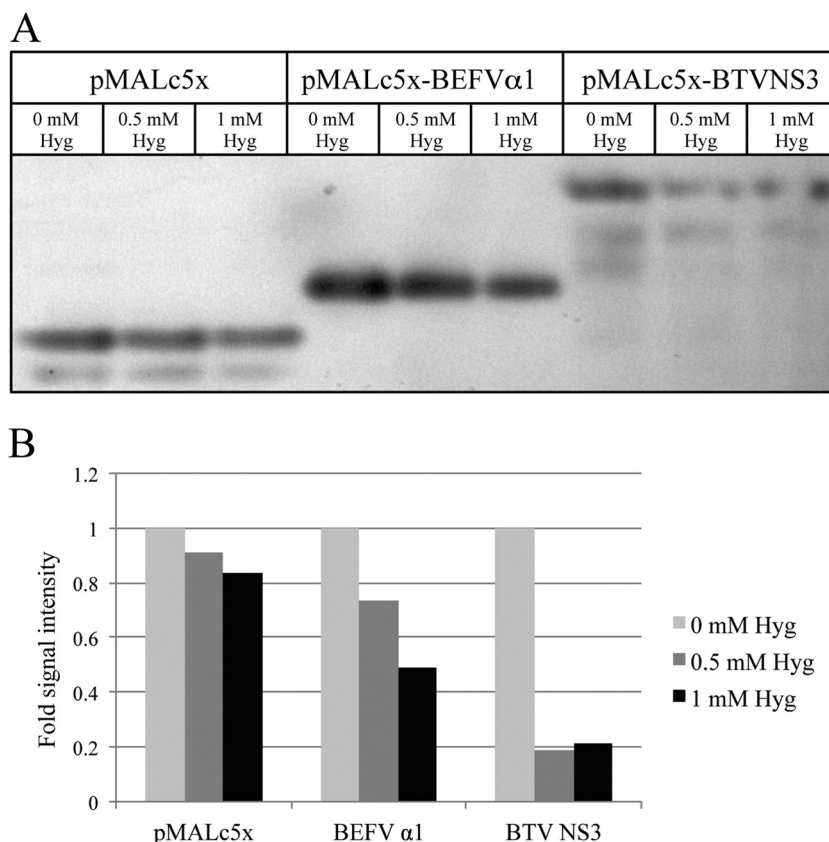 A
pMALc5x
pMALc5x-BEFVα1
pMALc5x-BTVNS3
0 mM Hyg
0.5 mM Hyg
1 mM Hyg
0 mM Hyg
0.5 mM Hyg
1 mM Hyg
0 mM Hyg
0.5 mM Hyg
1 mM Hyg
B
Fold signal intensity
1.2
1
0.8
0.6
0.4
0.2
0
pMALc5x
BEFV α1
BTV NS3
0 mM Hyg
0.5 mM Hyg
1 mM Hyg